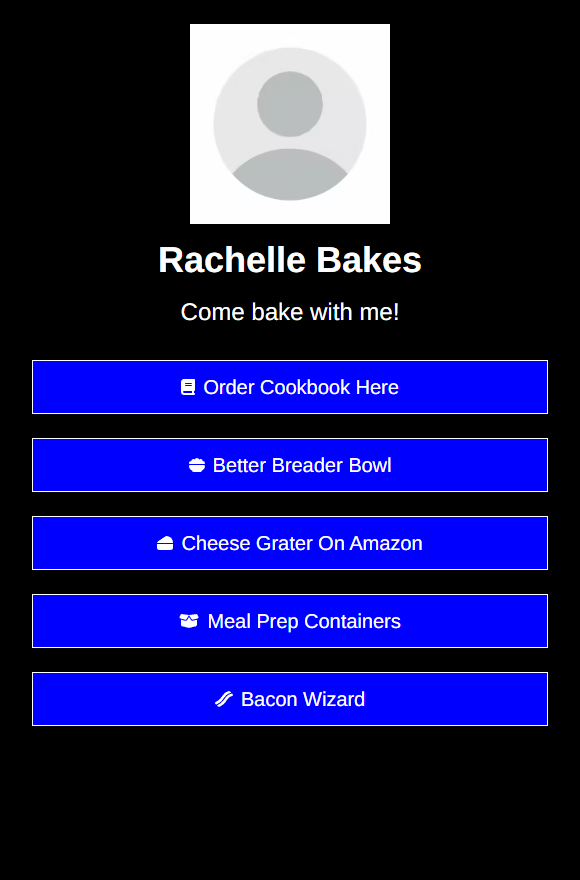 Rachelle Bakes
Come bake with me!
Order Cookbook Here
Better Breader Bowl
Cheese Grater On Amazon
Meal Prep Containers
Bacon Wizard